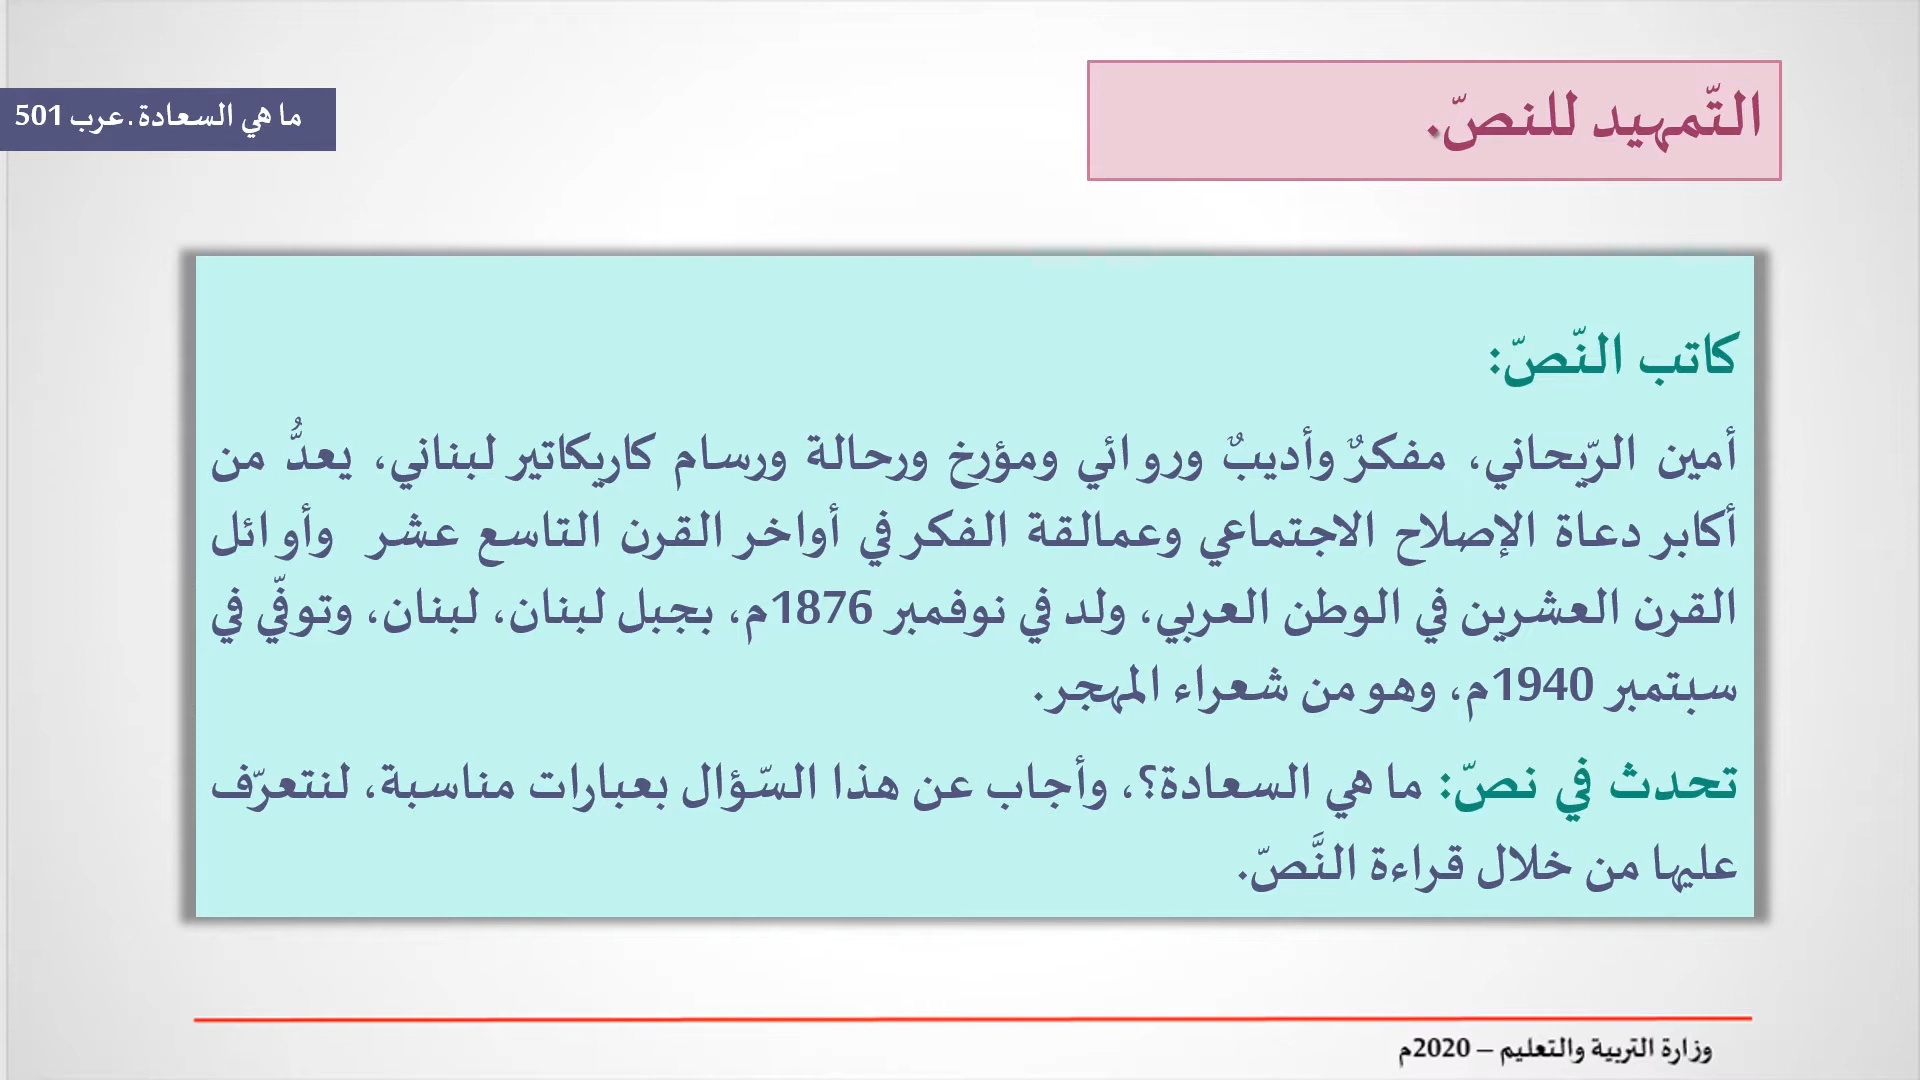 التّمهيد للنصّ.
ما هي السعادة.عرب 501
كاتب النّصّ:
أمين الرّيحاني، مفكرٌ وأديبٌ وروائي ومؤرخ ورحالة ورسام كاريكاتير لبناني، يعدُّ من
أكابر دعاة الإصلاح الاجتماعي وعمالقة الفكر في أواخر القرن التاسع عشر وأوائل
القرن العشرين في الوطن العربي، ولد في نوفمبر 1876م، بجبل لبنان، لبنان، وتوفّي في
سبتمبر 1940م، وهو من شعراء المهجر.
تحدث في نصّ: ما هي السعادة؟، وأجاب عن هذا السّؤال بعبارات مناسبة، لنتعرّف
عليها من خلال قراءة النَّصّ.
وزارة التربية والتعليم – 2020م